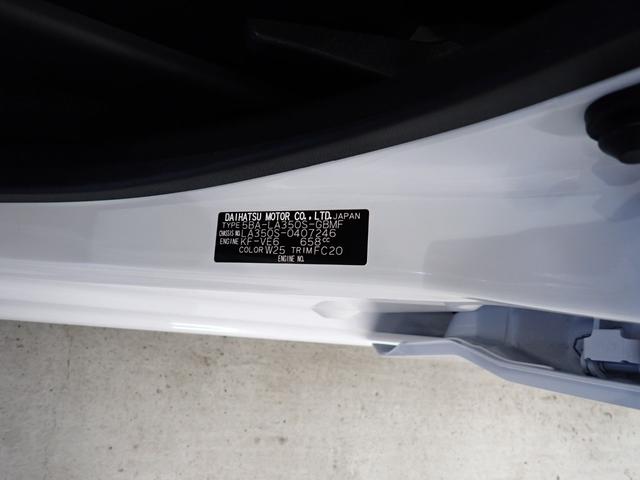 DAIHATSU MOTOR CO., LTD. JAPAN
TYPE 5BA-LA350S-GBMF
CHASSIS NO. LA350S-0407246
ENGINE KF-VE6 658cc
COLOR W25 TRIM FC20
ENGINE NO.